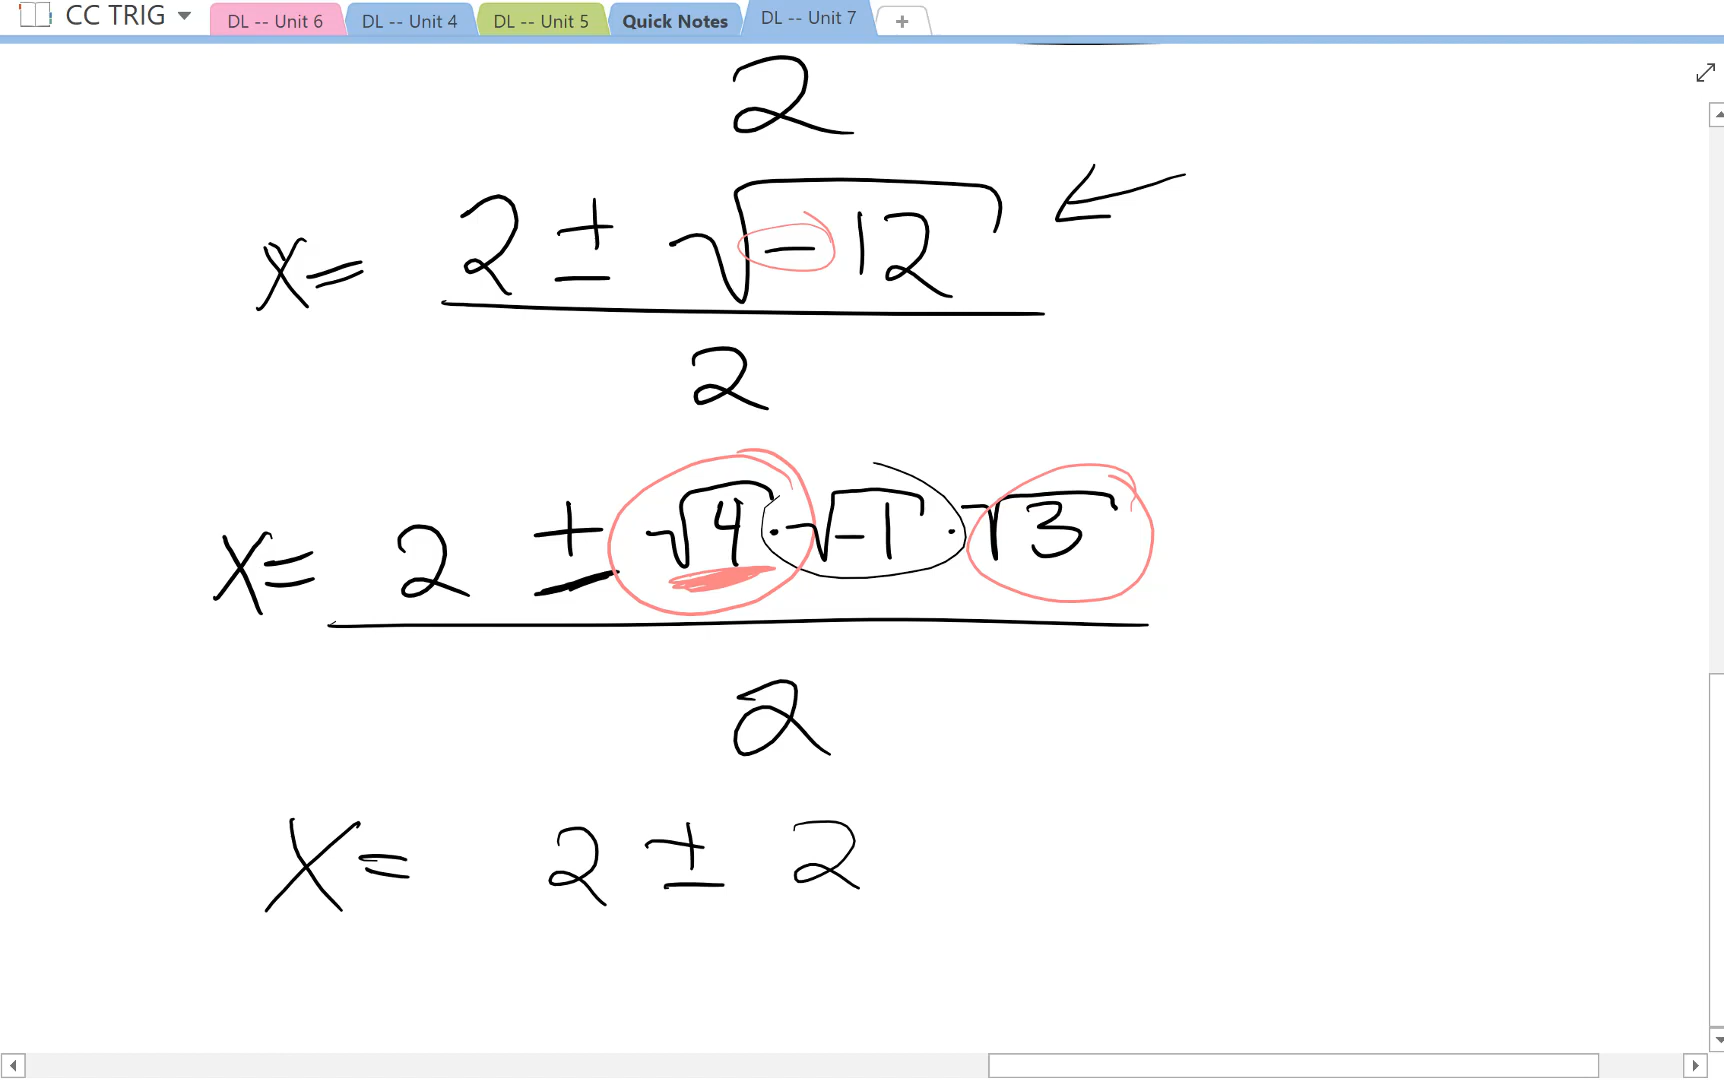 CC TRIG DL -- Unit 6 DL -- Unit 4 DL -- Unit 5 Quick Notes DL -- Unit 7 +
2
x = 2 ± √-12
2
x = 2 ± √4 · √-1 · √3
2
x = 2 ± 2